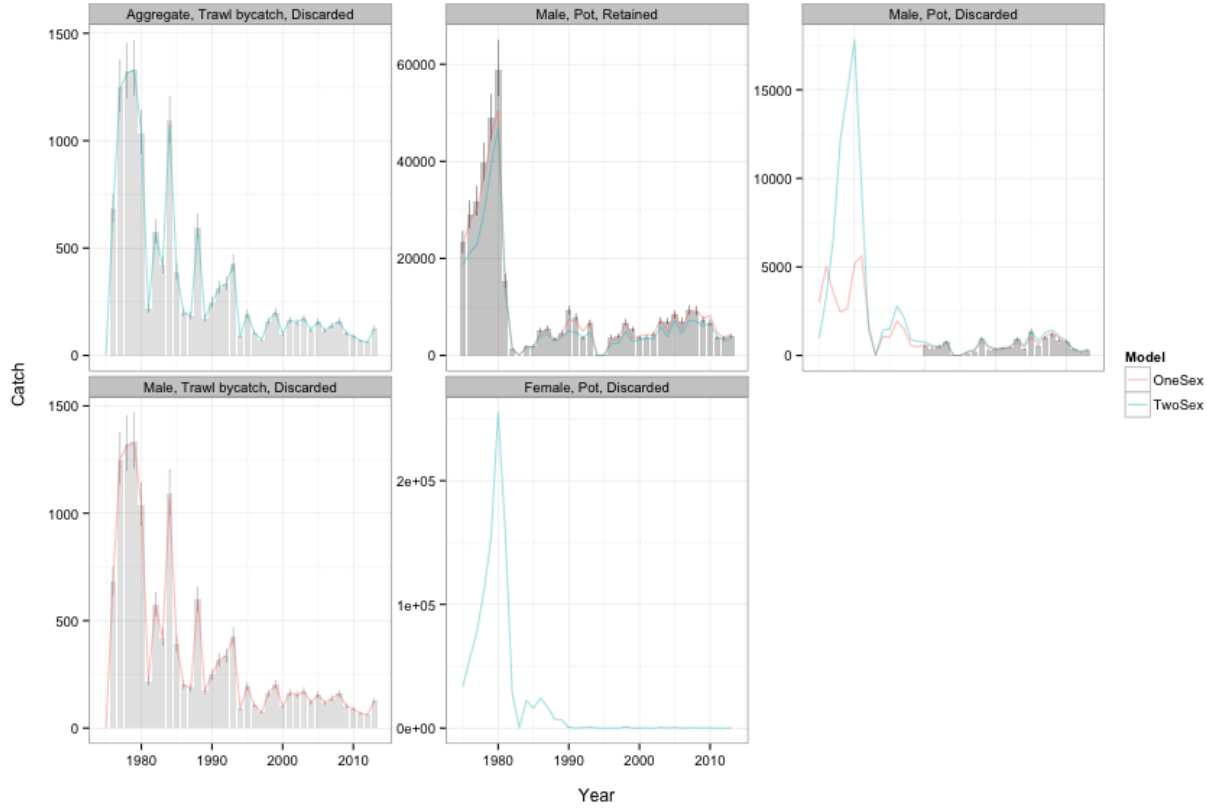 Aggregate, Trawl bycatch, Discarded
Male, Pot, Retained
Male, Pot, Discarded
1500
1000
500
0
60000
40000
20000
0
15000
10000
5000
0
Catch
Male, Trawl bycatch, Discarded
Female, Pot, Discarded
1500
1000
500
0
2e+05
1e+05
0e+00
1980
1990
2000
2010
1980
1990
2000
2010
Year
Model
OneSex
TwoSex